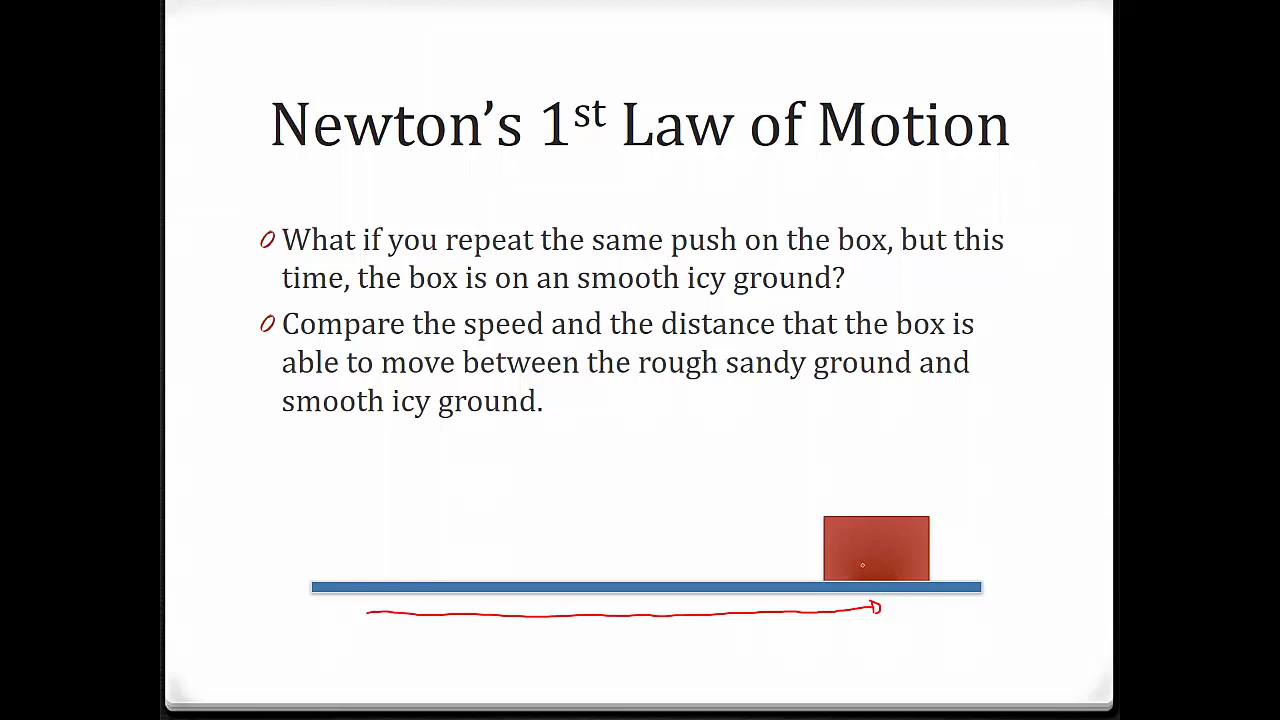 Newton’s 1st Law of Motion
What if you repeat the same push on the box, but this
time, the box is on an smooth icy ground?
Compare the speed and the distance that the box is
able to move between the rough sandy ground and
smooth icy ground.